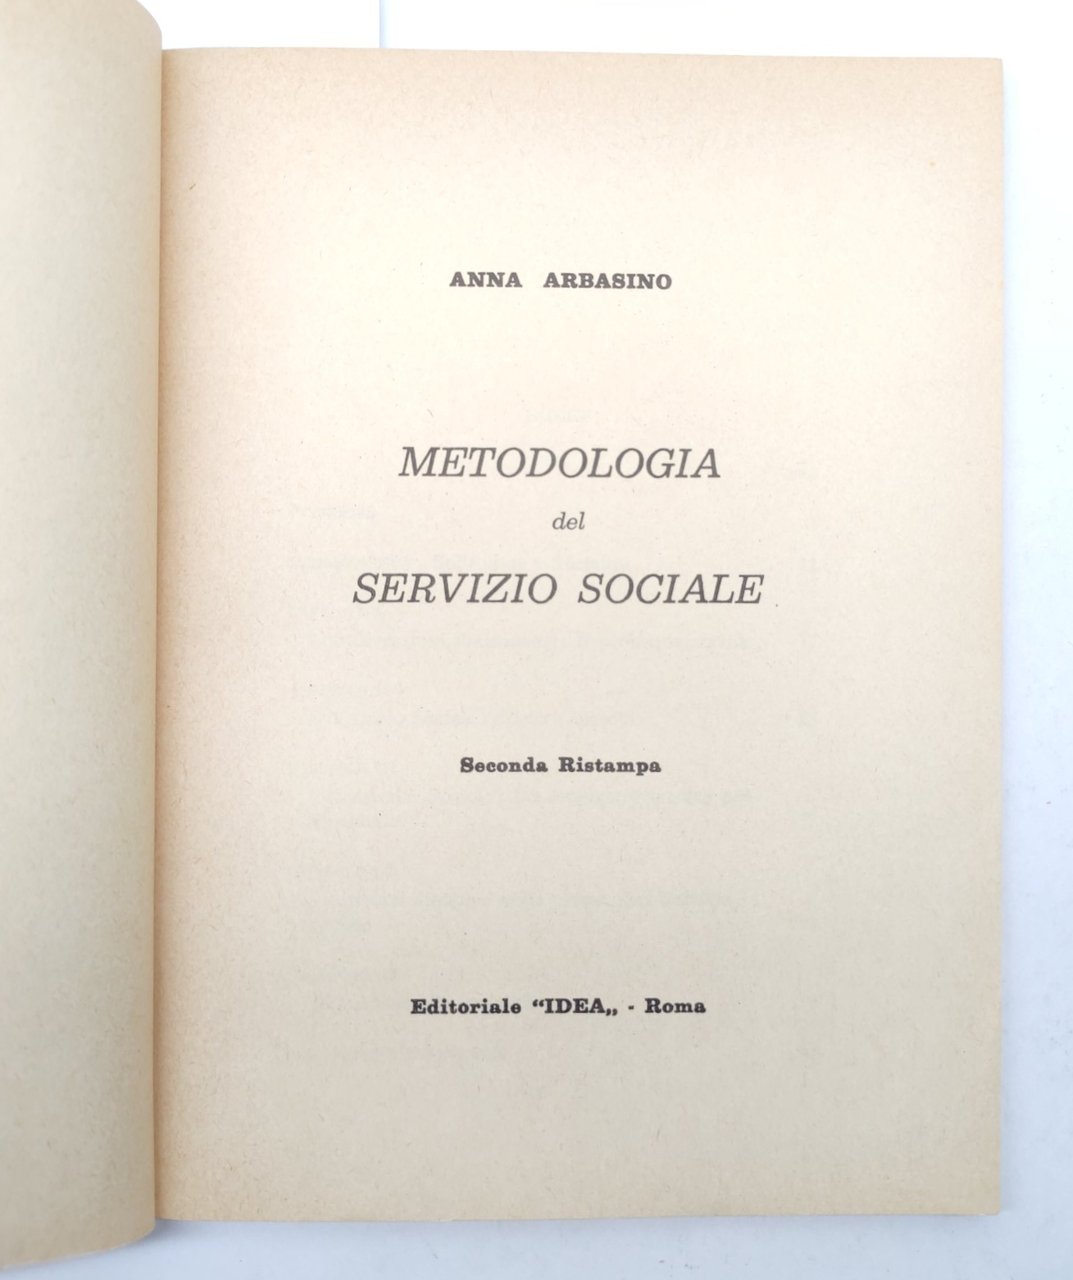 ANNA ARBASINO
METODOLOGIA
del
SERVIZIO SOCIALE
Seconda Ristampa
Editoriale “IDEA„ - Roma